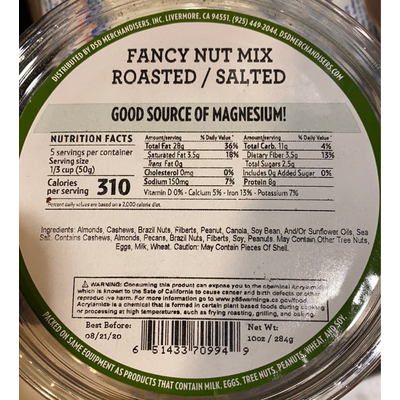 DISTRIBUTED BY DSD MERCHANDISERS, INC. LIVERMORE, CA 94551. (925) 449-2044, DSDMERCHANDISERS.COM
FANCY NUT MIX
ROASTED / SALTED
GOOD SOURCE OF MAGNESIUM!
NUTRITION FACTS
5 servings per container
Serving size
1/3 cup (50g)
Calories
per serving 310
Amount/serving % Daily Value*
Total Fat 28g 36%
Saturated Fat 3.5g 18%
Trans Fat 0g
Cholesterol 0mg 0%
Sodium 150mg 7%
Amount/serving % Daily Value*
Total Carb. 11g 4%
Dietary Fiber 3.5g 13%
Total Sugars 2.5g
Includes 0g Added Sugar 0%
Protein 8g
Vitamin D 0% • Calcium 5% • Iron 13% • Potassium 7%
Percent daily values are based on a 2,000 calorie diet.
Ingredients: Almonds, Cashews, Brazil Nuts, Filberts, Peanut, Canola, Soy Bean, And/Or Sunflower Oils, Sea
Salt. Contains Cashews, Almonds, Pecans, Brazil Nuts, Filberts, Soy, Peanuts. May Contain Other Tree Nuts,
Eggs, Milk, Wheat. Caution: May Contain Pieces Of Shell.
Warning: Consuming this product can expose you to the chemical Acrylamide
which is known to the Sate of California to cause cancer and birth defects or other
reproductive harm. For more information go to www.p65warnings.ca.gov/food.
Acrylamide is a chemical that is formed in certain plant based foods during cooking
or processing at high temperatures, such as frying roasting, grilling, and baking.
Best Before:
08/21/20
6 51433 70994 9
Net Wt:
10oz / 284g
PACKED ON SAME EQUIPMENT AS PRODUCTS THAT CONTAIN MILK, EGGS, TREE NUTS, PEANUTS, WHEAT, AND SOY.